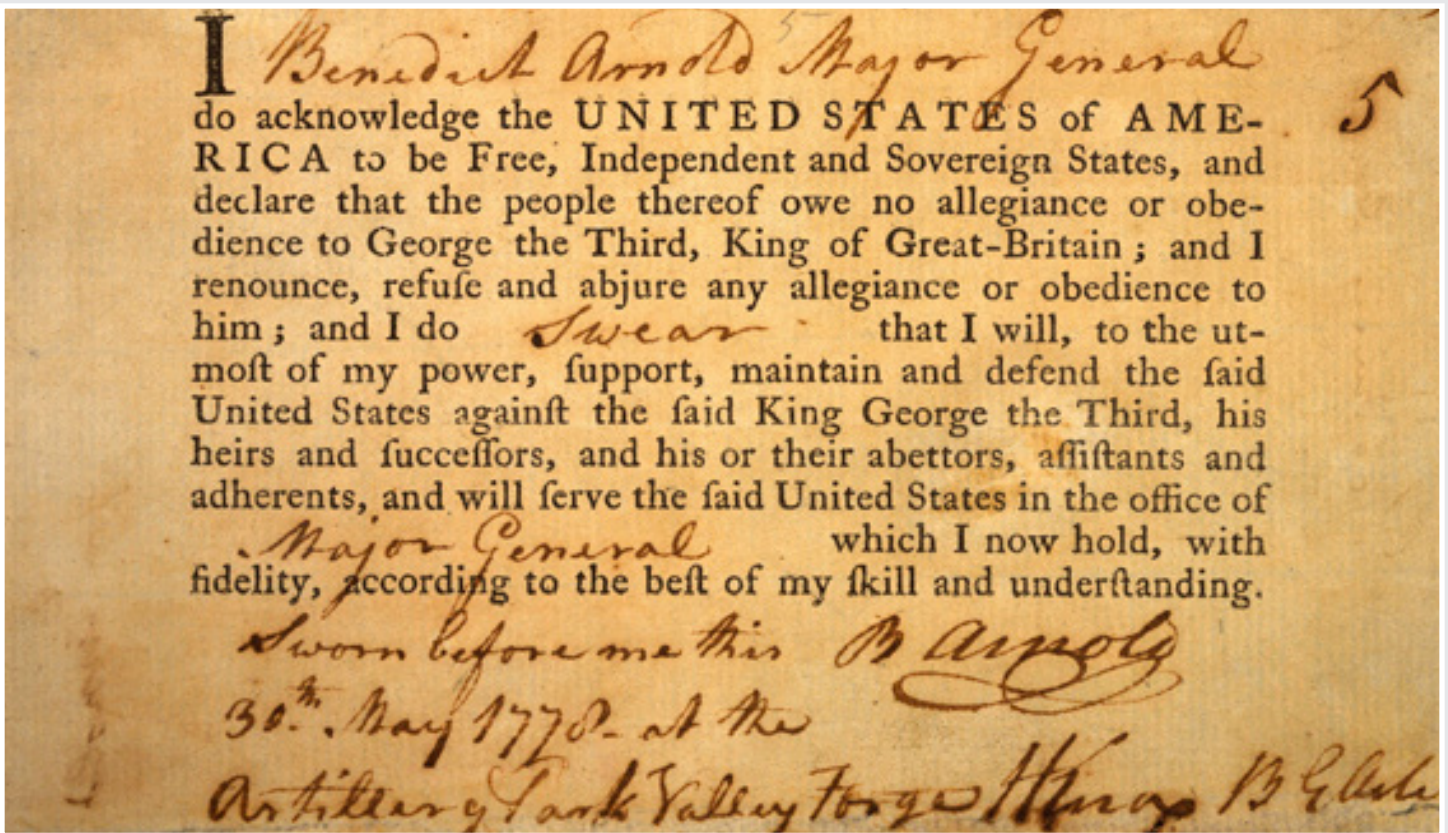 I Benedict Arnold Major General
do acknowledge the UNITED STATES of AME-
RICA to be Free, Independent and Sovereign States, and
declare that the people thereof owe no allegiance or obe-
dience to George the Third, King of Great-Britain ; and I
renounce, refuſe and abjure any allegiance or obedience to
him ; and I do Swear that I will, to the ut-
moſt of my power, ſupport, maintain and defend the ſaid
United States againſt the ſaid King George the Third, his
heirs and ſucceſſors, and his or their abettors, aſſiſtants and
adherents, and will ſerve the ſaid United States in the office of
Major General which I now hold, with
fidelity, according to the beſt of my ſkill and underſtanding.
Sworn before me this B Arnold
30th. May 1778 - at the
Artillery Park Valley Forge HKnox B G Arti
5